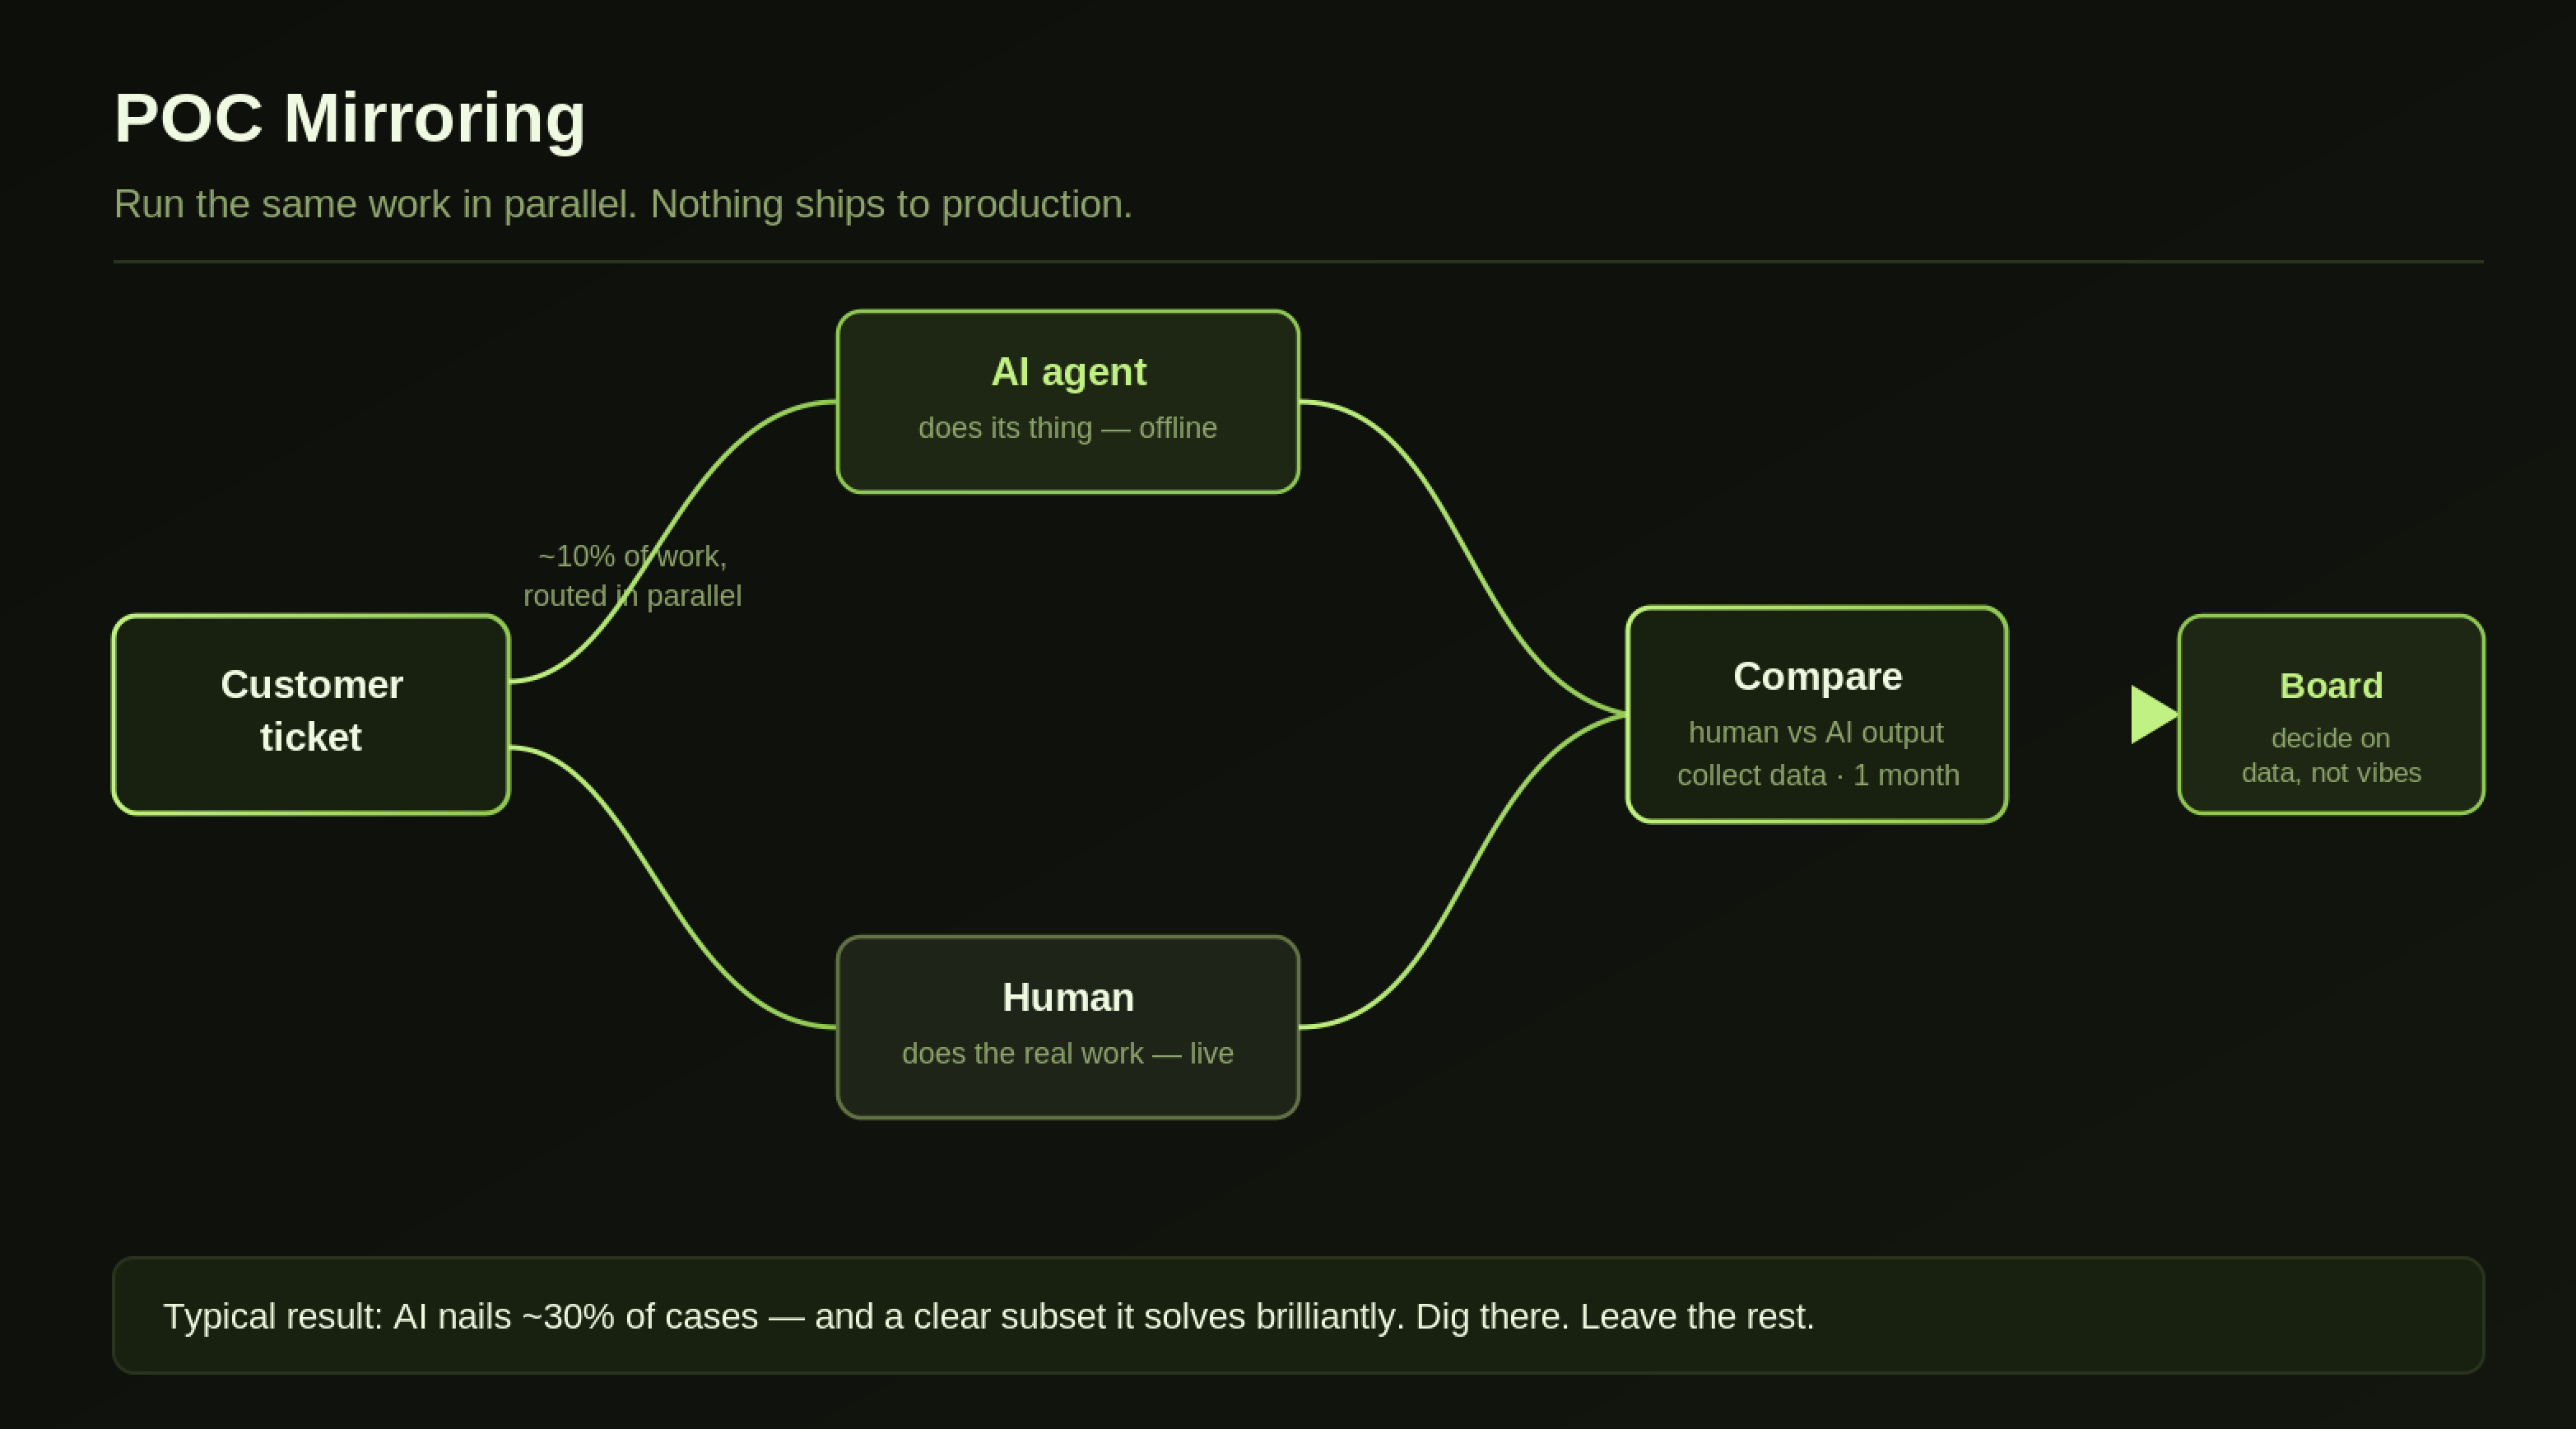 POC Mirroring
Run the same work in parallel. Nothing ships to production.
AI agent
does its thing — offline
~10% of work,
routed in parallel
Customer
ticket
Compare
human vs AI output
collect data · 1 month
Board
decide on
data, not vibes
Human
does the real work — live
Typical result: AI nails ~30% of cases — and a clear subset it solves brilliantly. Dig there. Leave the rest.